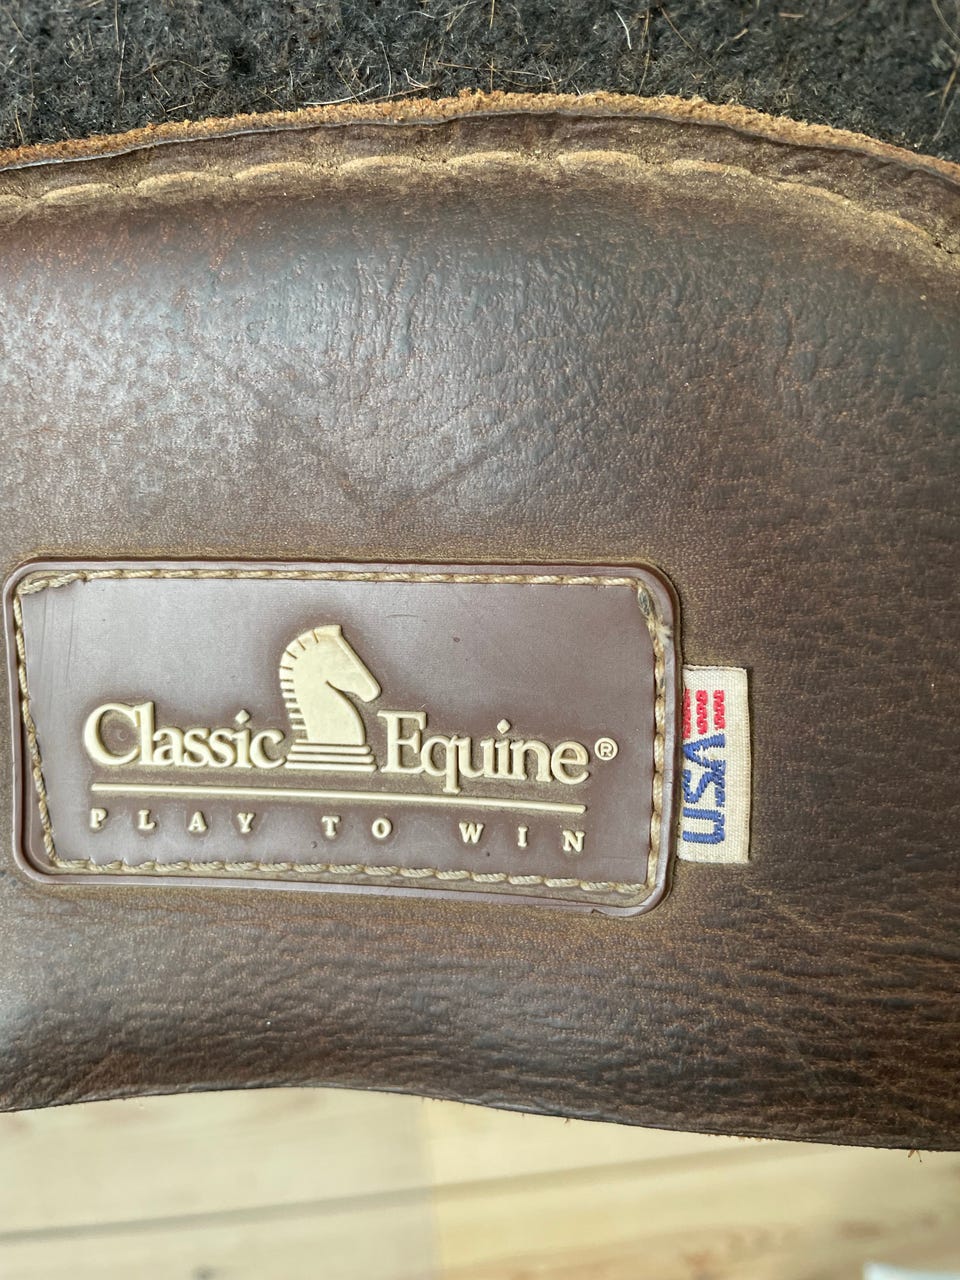 Classic Equine®
PLAY TO WIN
USA